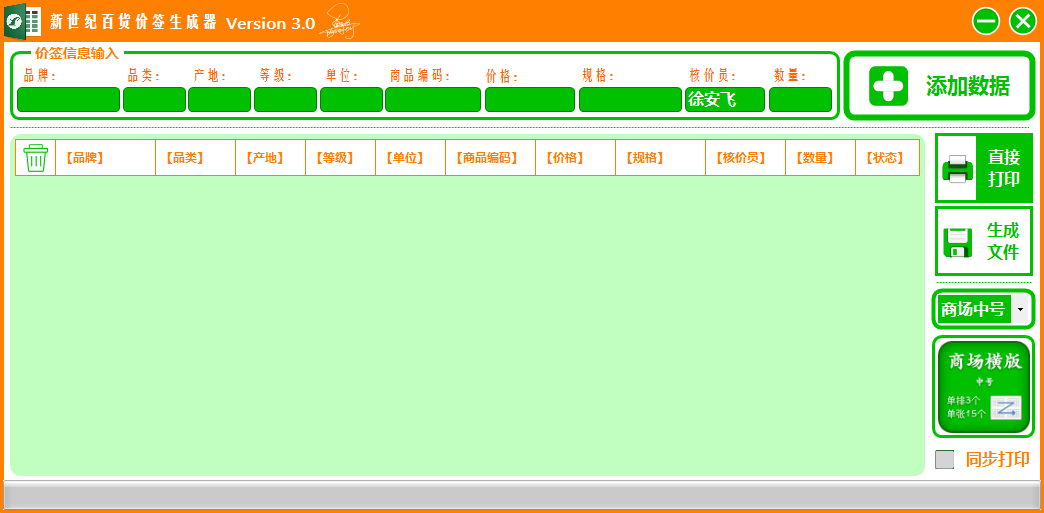 新世纪百货价签生成器 Version 3.0
价签信息输入
品牌： 品类： 产地： 等级： 单位： 商品编码： 价格： 规格： 核价员： 数量：
徐安飞
添加数据
【品牌】 【品类】 【产地】 【等级】 【单位】 【商品编码】 【价格】 【规格】 【核价员】 【数量】 【状态】
直接
打印
生成
文件
商场中号
商场横版
中号
单排3个
单张15个
同步打印